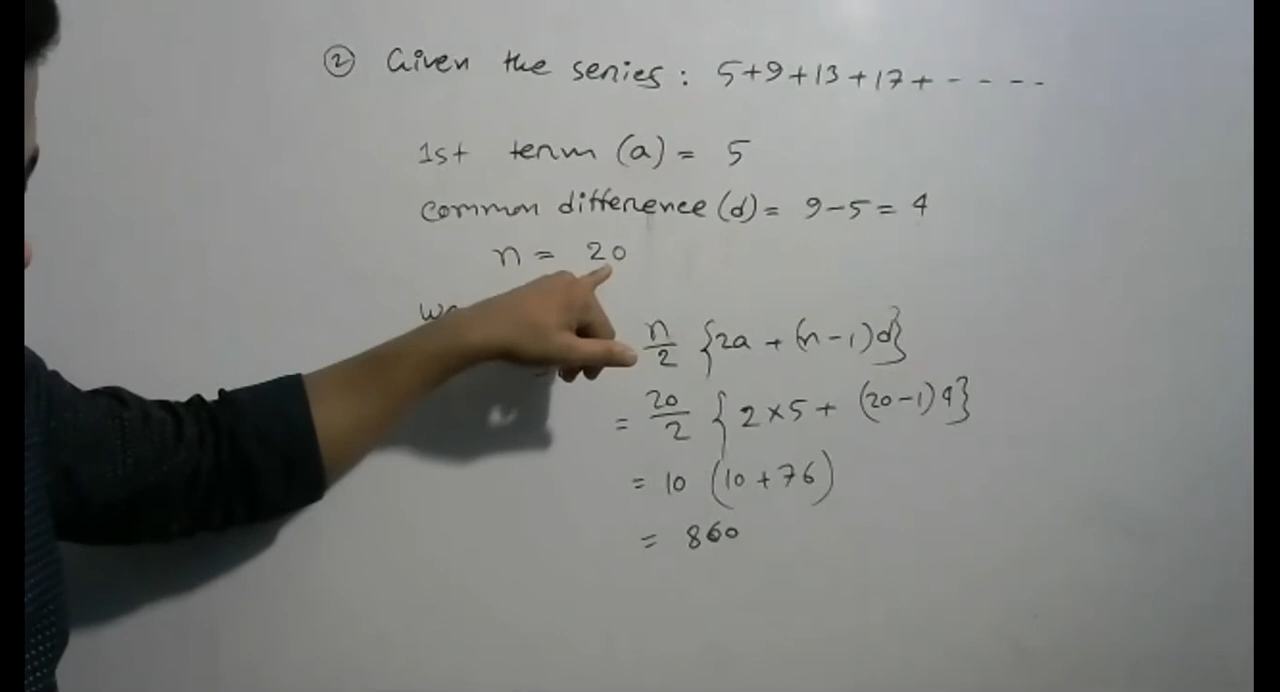 ② Given the series: 5+9+13+17+ - - - -
1st term (a) = 5
common difference (d) = 9-5 = 4
n = 20
we
n/2 {2a + (n-1)d}
= 20/2 {2×5 + (20-1)4}
= 10 (10+76)
= 860